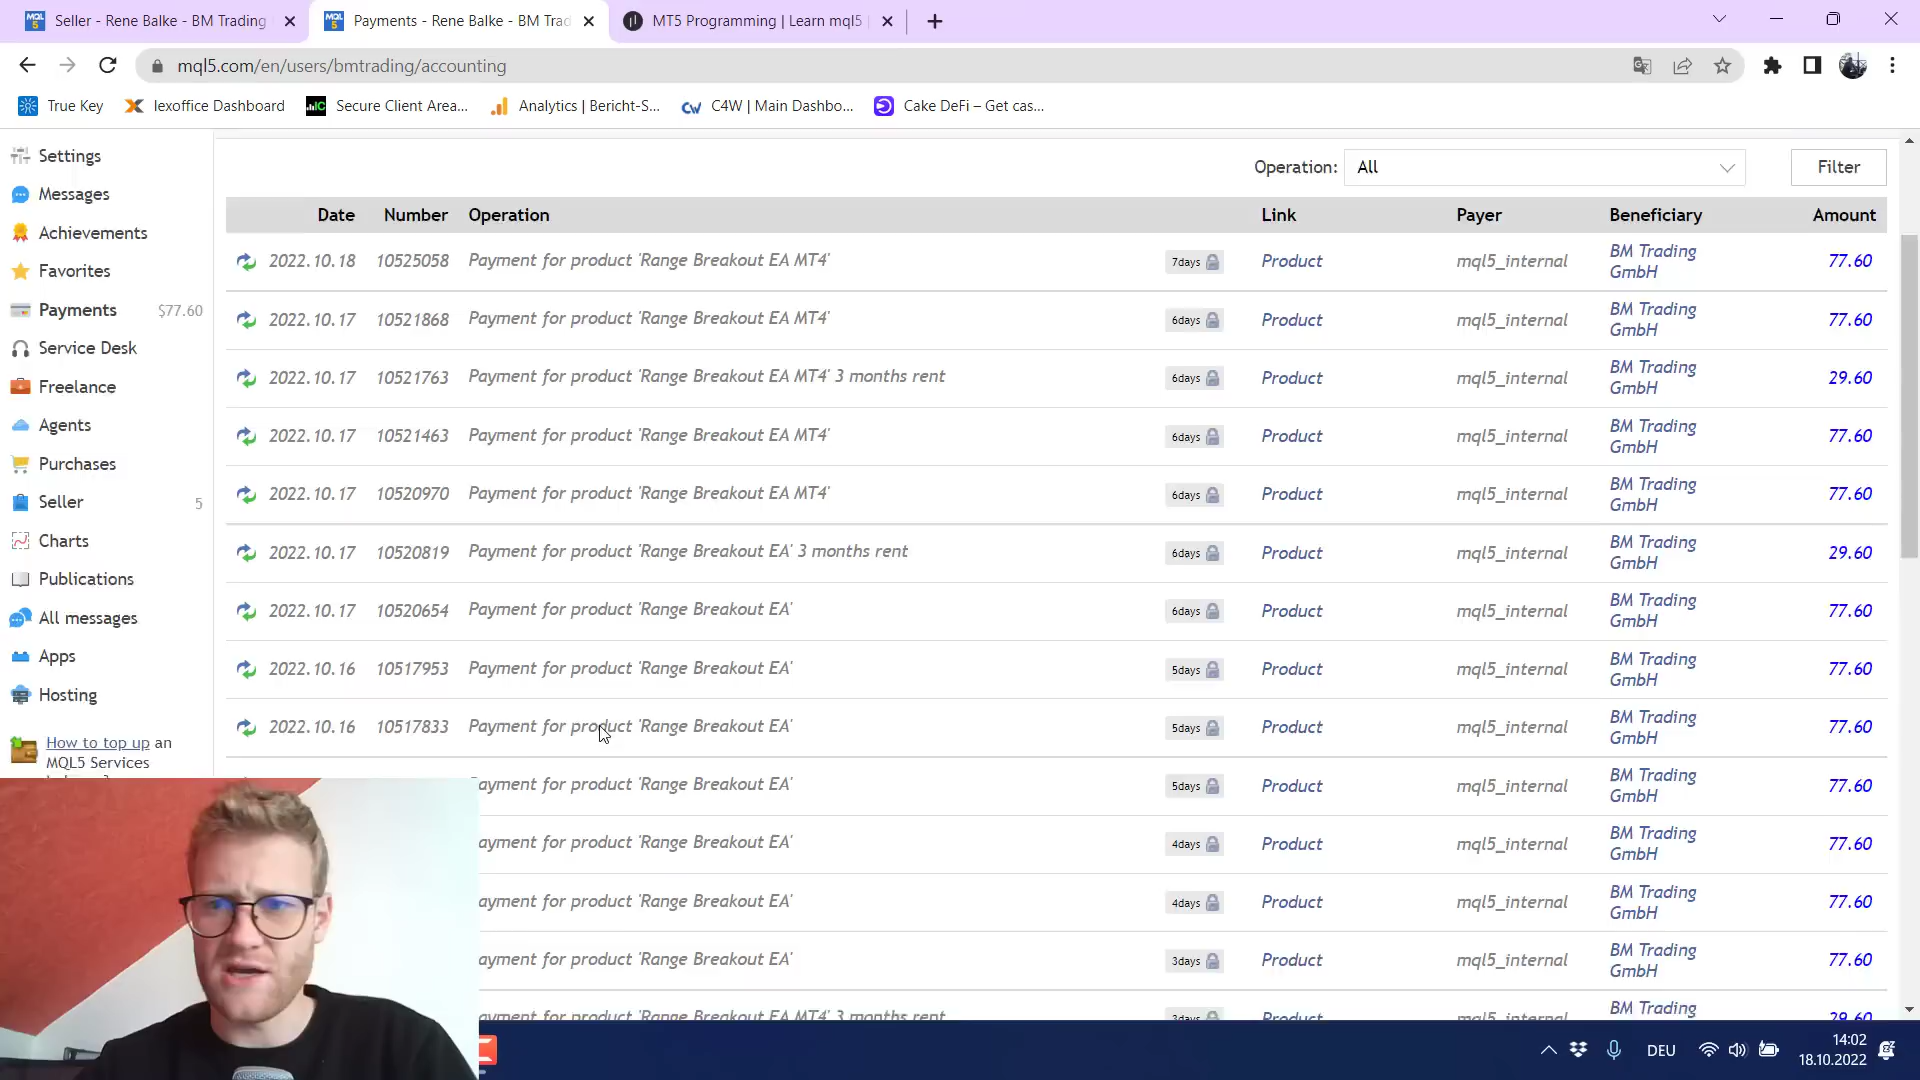 Seller - Rene Balke - BM Trading
Payments - Rene Balke - BM Trad
MT5 Programming | Learn mql5
mql5.com/en/users/bmtrading/accounting
True Key
lexoffice Dashboard
Secure Client Area...
Analytics | Bericht-S...
C4W | Main Dashbo...
Cake DeFi – Get cas...
Settings
Messages
Achievements
Favorites
Payments $77.60
Service Desk
Freelance
Agents
Purchases
Seller 5
Charts
Publications
All messages
Apps
Hosting
How to top up an
MQL5 Services
Operation: All Filter
Date Number Operation Link Payer Beneficiary Amount
2022.10.18 10525058 Payment for product 'Range Breakout EA MT4' 7days Product mql5_internal BM Trading GmbH 77.60
2022.10.17 10521868 Payment for product 'Range Breakout EA MT4' 6days Product mql5_internal BM Trading GmbH 77.60
2022.10.17 10521763 Payment for product 'Range Breakout EA MT4' 3 months rent 6days Product mql5_internal BM Trading GmbH 29.60
2022.10.17 10521463 Payment for product 'Range Breakout EA MT4' 6days Product mql5_internal BM Trading GmbH 77.60
2022.10.17 10520970 Payment for product 'Range Breakout EA MT4' 6days Product mql5_internal BM Trading GmbH 77.60
2022.10.17 10520819 Payment for product 'Range Breakout EA' 3 months rent 6days Product mql5_internal BM Trading GmbH 29.60
2022.10.17 10520654 Payment for product 'Range Breakout EA' 6days Product mql5_internal BM Trading GmbH 77.60
2022.10.16 10517953 Payment for product 'Range Breakout EA' 5days Product mql5_internal BM Trading GmbH 77.60
2022.10.16 10517833 Payment for product 'Range Breakout EA' 5days Product mql5_internal BM Trading GmbH 77.60
ayment for product 'Range Breakout EA' 5days Product mql5_internal BM Trading GmbH 77.60
ayment for product 'Range Breakout EA' 4days Product mql5_internal BM Trading GmbH 77.60
ayment for product 'Range Breakout EA' 4days Product mql5_internal BM Trading GmbH 77.60
ayment for product 'Range Breakout EA' 3days Product mql5_internal BM Trading GmbH 77.60
ayment for product 'Range Breakout EA MT4' 3 months rent 3days Product mql5_internal BM Trading 29.60
DEU
14:02
18.10.2022